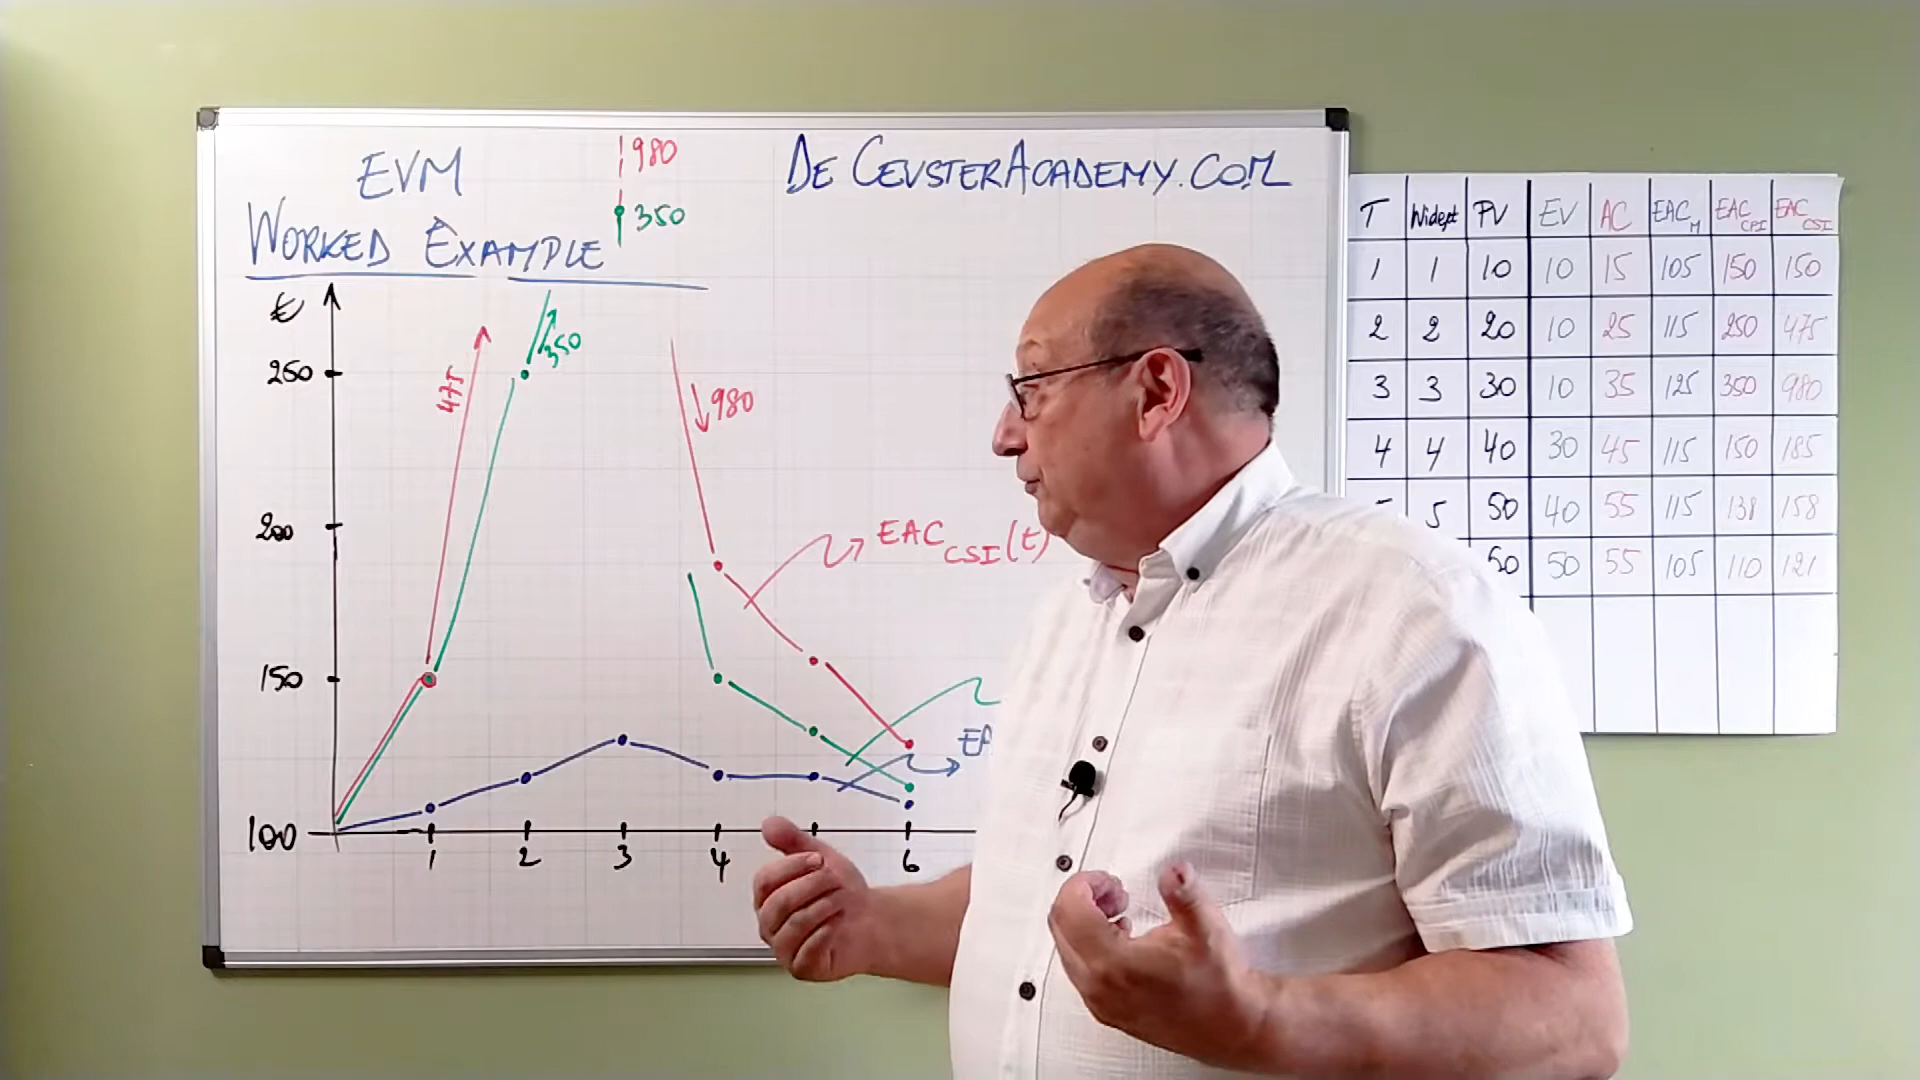 EVM
WORKED EXAMPLE
980
350
DE CEUSTERACADEMY.COM
€
250
200
150
100
475
350
980
EAC CSI (t)
1 2 3 4 6
T Widget PV EV AC EAC M EAC CPI EAC CSI
1 1 10 10 15 105 150 150
2 2 20 10 25 115 250 475
3 3 30 10 35 125 350 980
4 4 40 30 45 115 150 185
5 50 40 55 115 138 158
50 55 105 110 121